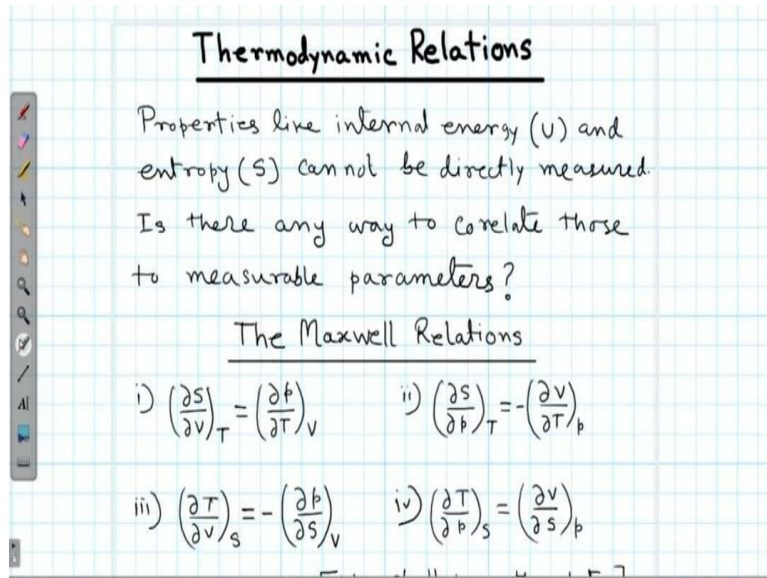 Thermodynamic Relations
Properties like internal energy (U) and
entropy (S) can not be directly measured.
Is there any way to corelate those
to measurable parameters?
The Maxwell Relations
i) (∂S/∂V)_T = (∂p/∂T)_V   ii) (∂S/∂p)_T = -(∂V/∂T)_p
iii) (∂T/∂V)_S = -(∂p/∂S)_V   iv) (∂T/∂p)_S = (∂V/∂S)_p